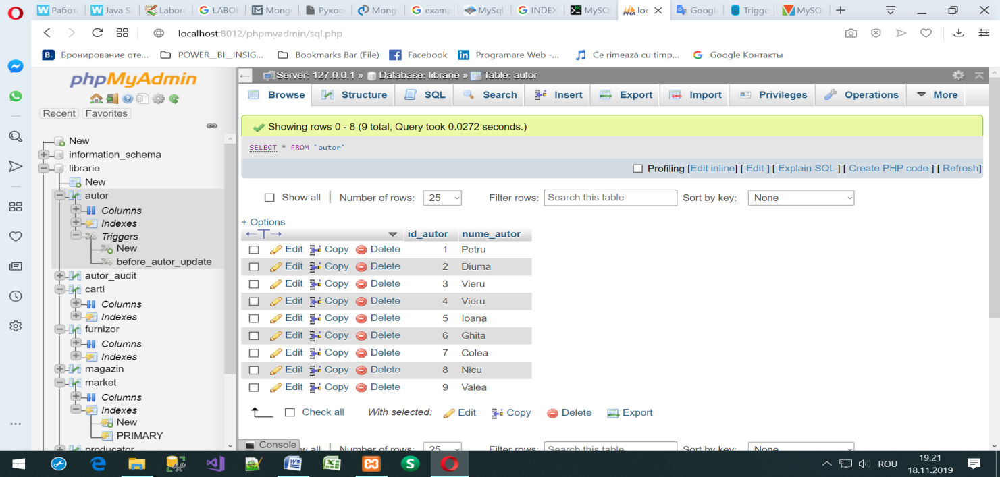 Работ
Java S
Labor
LABOF
Mong
Руков
Mong
examp
MySql
INDEX
MySQ
loc
Googl
Trigge
MySQ
localhost:8012/phpmyadmin/sql.php
Бронирование оте...
POWER__BI__INSIG...
Bookmarks Bar (File)
Facebook
Programare Web -...
Ce rimează cu timp...
Google Контакты
phpMyAdmin
Recent Favorites
New
information_schema
librarie
New
autor
Columns
Indexes
Triggers
New
before_autor_update
autor_audit
carti
Columns
Indexes
furnizor
Columns
Indexes
magazin
market
Columns
Indexes
New
PRIMARY
producator
Server: 127.0.0.1 » Database: librarie » Table: autor
Browse Structure SQL Search Insert Export Import Privileges Operations More
Showing rows 0 - 8 (9 total, Query took 0.0272 seconds.)
SELECT * FROM `autor`
Profiling [Edit inline] [ Edit ] [ Explain SQL ] [ Create PHP code ] [ Refresh]
Show all | Number of rows: 25 Filter rows: Search this table Sort by key: None
+ Options
id_autor nume_autor
Edit Copy Delete 1 Petru
Edit Copy Delete 2 Diuma
Edit Copy Delete 3 Vieru
Edit Copy Delete 4 Vieru
Edit Copy Delete 5 Ioana
Edit Copy Delete 6 Ghita
Edit Copy Delete 7 Colea
Edit Copy Delete 8 Nicu
Edit Copy Delete 9 Valea
Check all With selected: Edit Copy Delete Export
Console
w all | Number of rows: 25 Filter rows: Search this table Sort by key: None
ROU
19:21
18.11.2019